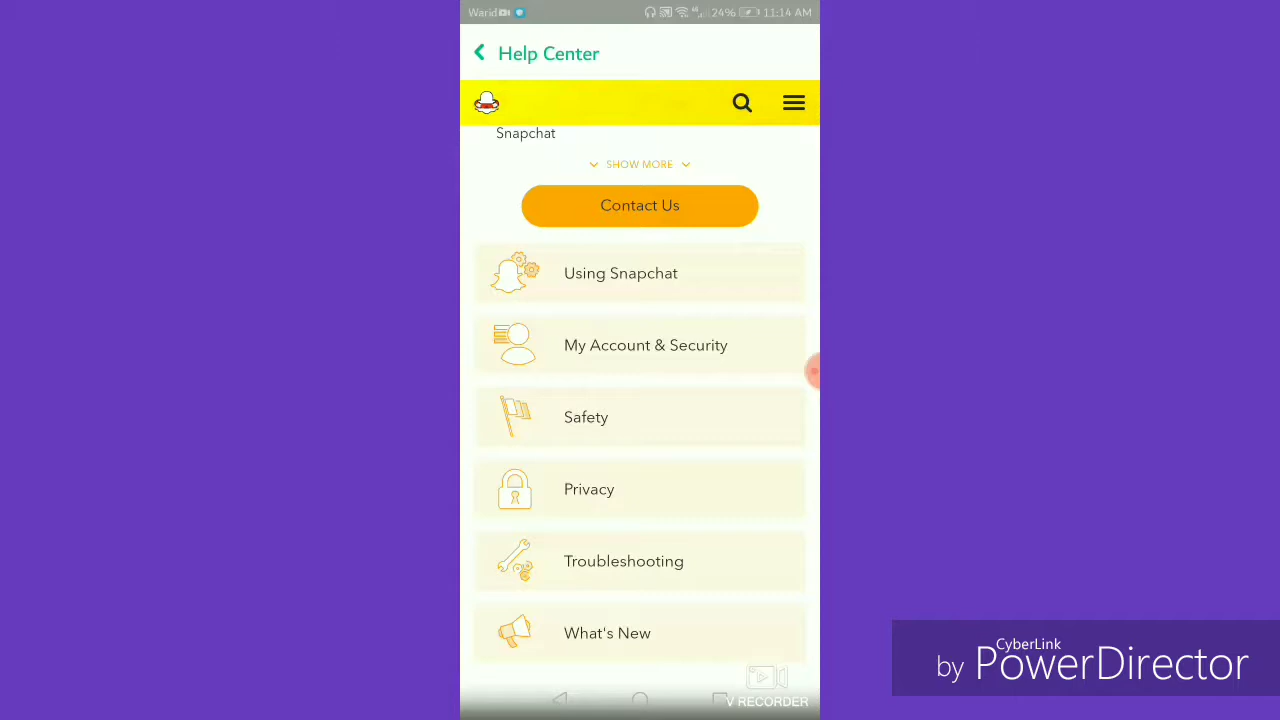 Warid 24% 11:14 AM
Help Center
Snapchat
SHOW MORE
Contact Us
Using Snapchat
My Account & Security
Safety
Privacy
Troubleshooting
What's New
V RECORDER
CyberLink
by PowerDirector